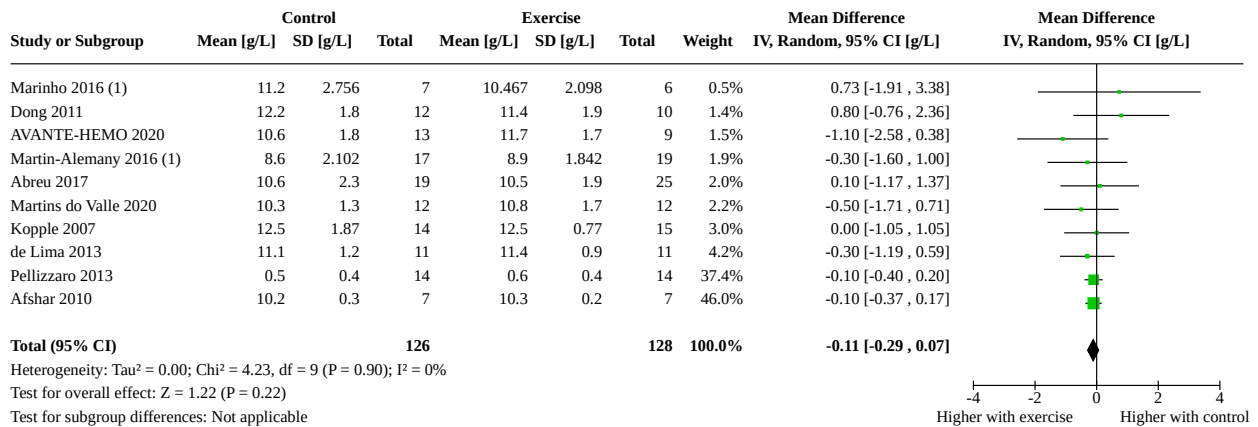 Control Exercise Mean Difference Mean Difference
Study or Subgroup Mean [g/L] SD [g/L] Total Mean [g/L] SD [g/L] Total Weight IV, Random, 95% CI [g/L] IV, Random, 95% CI [g/L]
Marinho 2016 (1) 11.2 2.756 7 10.467 2.098 6 0.5% 0.73 [-1.91 , 3.38]
Dong 2011 12.2 1.8 12 11.4 1.9 10 1.4% 0.80 [-0.76 , 2.36]
AVANTE-HEMO 2020 10.6 1.8 13 11.7 1.7 9 1.5% -1.10 [-2.58 , 0.38]
Martin-Alemany 2016 (1) 8.6 2.102 17 8.9 1.842 19 1.9% -0.30 [-1.60 , 1.00]
Abreu 2017 10.6 2.3 19 10.5 1.9 25 2.0% 0.10 [-1.17 , 1.37]
Martins do Valle 2020 10.3 1.3 12 10.8 1.7 12 2.2% -0.50 [-1.71 , 0.71]
Kopple 2007 12.5 1.87 14 12.5 0.77 15 3.0% 0.00 [-1.05 , 1.05]
de Lima 2013 11.1 1.2 11 11.4 0.9 11 4.2% -0.30 [-1.19 , 0.59]
Pellizzaro 2013 0.5 0.4 14 0.6 0.4 14 37.4% -0.10 [-0.40 , 0.20]
Afshar 2010 10.2 0.3 7 10.3 0.2 7 46.0% -0.10 [-0.37 , 0.17]
Total (95% CI) 126 128 100.0% -0.11 [-0.29 , 0.07]
Heterogeneity: Tau² = 0.00; Chi² = 4.23, df = 9 (P = 0.90); I² = 0%
Test for overall effect: Z = 1.22 (P = 0.22)
-4 -2 0 2 4
Test for subgroup differences: Not applicable Higher with exercise Higher with control